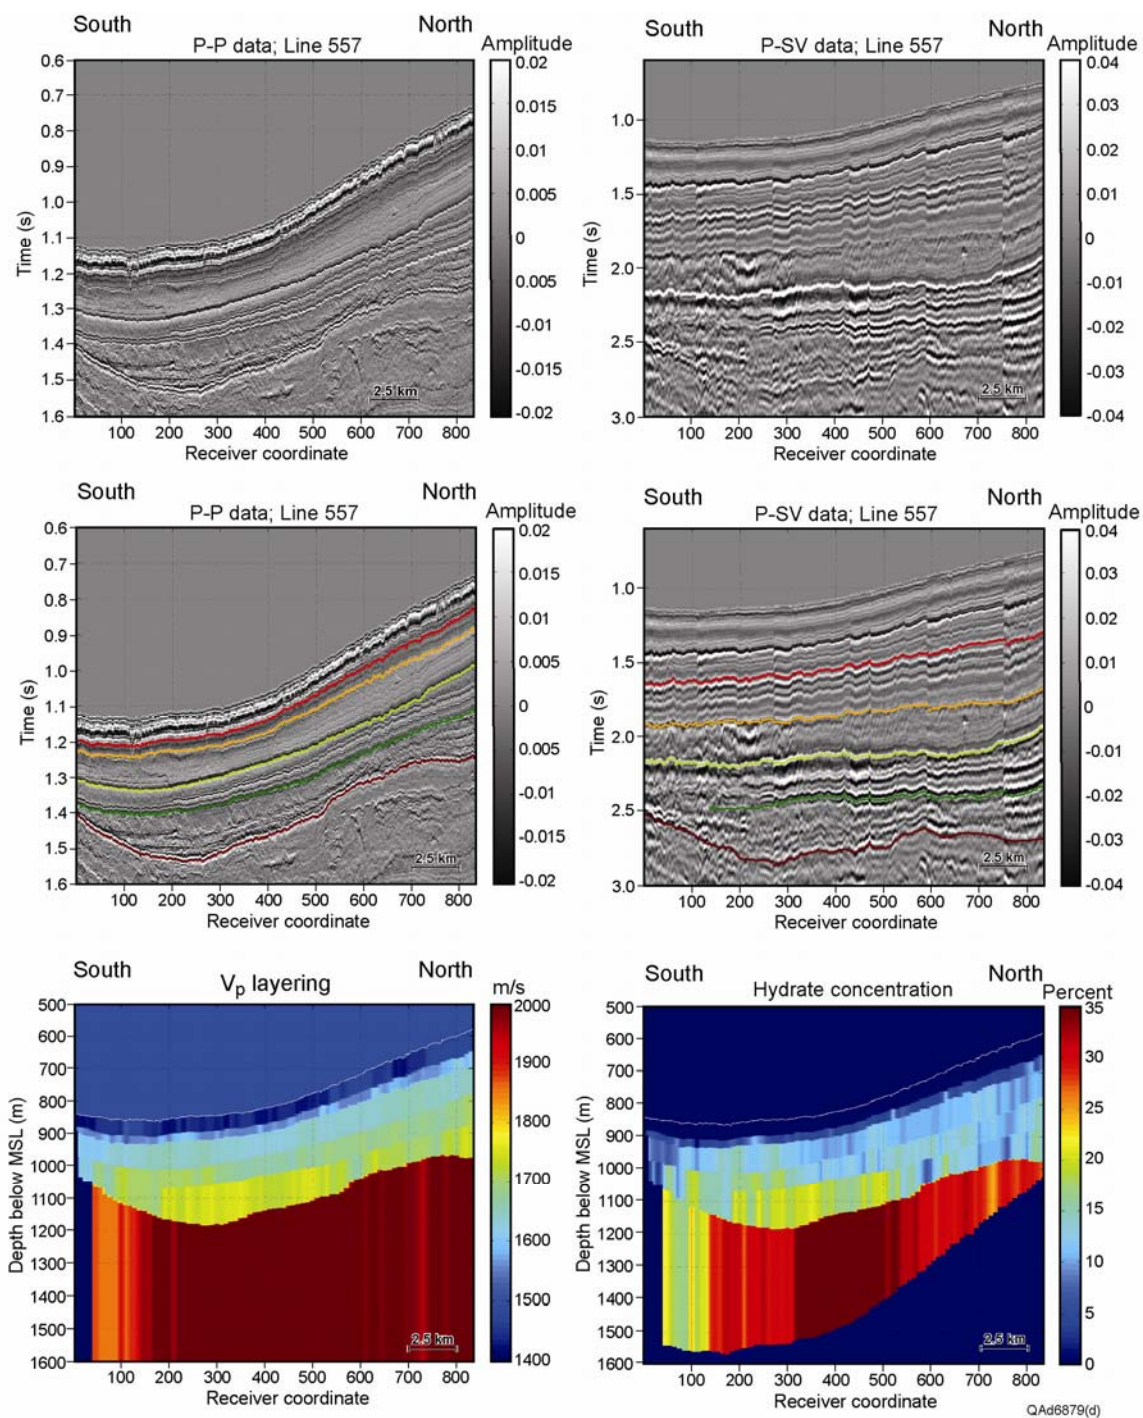 South North
P-P data; Line 557
Amplitude
0.6
0.7
0.8
0.9
1.0
1.1
1.2
1.3
1.4
1.5
1.6
Time (s)
100 200 300 400 500 600 700 800
Receiver coordinate
2.5 km
0.02
0.015
0.01
0.005
0
-0.005
-0.01
-0.015
-0.02
South North
P-SV data; Line 557
Amplitude
1.0
1.5
2.0
2.5
3.0
Time (s)
100 200 300 400 500 600 700 800
Receiver coordinate
2.5 km
0.04
0.03
0.02
0.01
0
-0.01
-0.02
-0.03
-0.04
South North
P-P data; Line 557
Amplitude
0.6
0.7
0.8
0.9
1.0
1.1
1.2
1.3
1.4
1.5
1.6
Time (s)
100 200 300 400 500 600 700 800
Receiver coordinate
2.5 km
0.02
0.015
0.01
0.005
0
0.005
-0.01
-0.015
-0.02
South North
P-SV data; Line 557
Amplitude
1.0
1.5
2.0
2.5
3.0
Time (s)
100 200 300 400 500 600 700 800
Receiver coordinate
2.5 km
0.04
0.03
0.02
0.01
0
-0.01
-0.02
-0.03
-0.04
South North
Vp layering
m/s
500
600
700
800
900
1000
1100
1200
1300
1400
1500
1600
Depth below MSL (m)
100 200 300 400 500 600 700 800
Receiver coordinate
2.5 km
2000
1900
1800
1700
1600
1500
1400
South North
Hydrate concentration
Percent
500
600
700
800
900
1000
1100
1200
1300
1400
1500
1600
Depth below MSL (m)
100 200 300 400 500 600 700 800
Receiver coordinate
2.5 km
35
30
25
20
15
10
5
0
QAd6879(d)